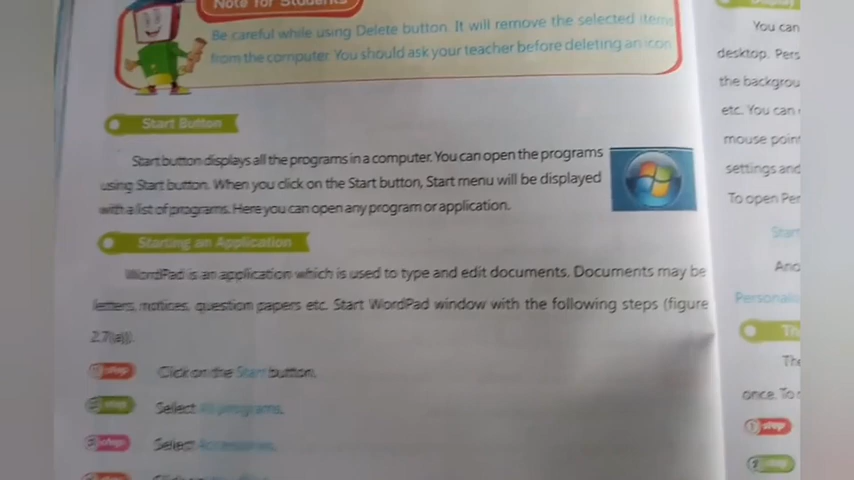 Note for Students
Be careful while using Delete button. It will remove the selected items
from the computer. You should ask your teacher before deleting an icon
Start Button
Start button displays all the programs in a computer. You can open the programs
using Start button. When you click on the Start button, Start menu will be displayed
with a list of programs. Here you can open any program or application.
Starting an Application
WordPad is an application which is used to type and edit documents. Documents may be
letters, notices, question papers etc. Start WordPad window with the following steps (figure
2.7(a)).
1 step Click on the Start button.
2 step Select All programs.
3 step Select Accessories.
You can
desktop. Pers
the backgrou
etc. You can
mouse poin
settings and
To open Per
Start
And
Personali
Th
The
once. To
1 step
2 step